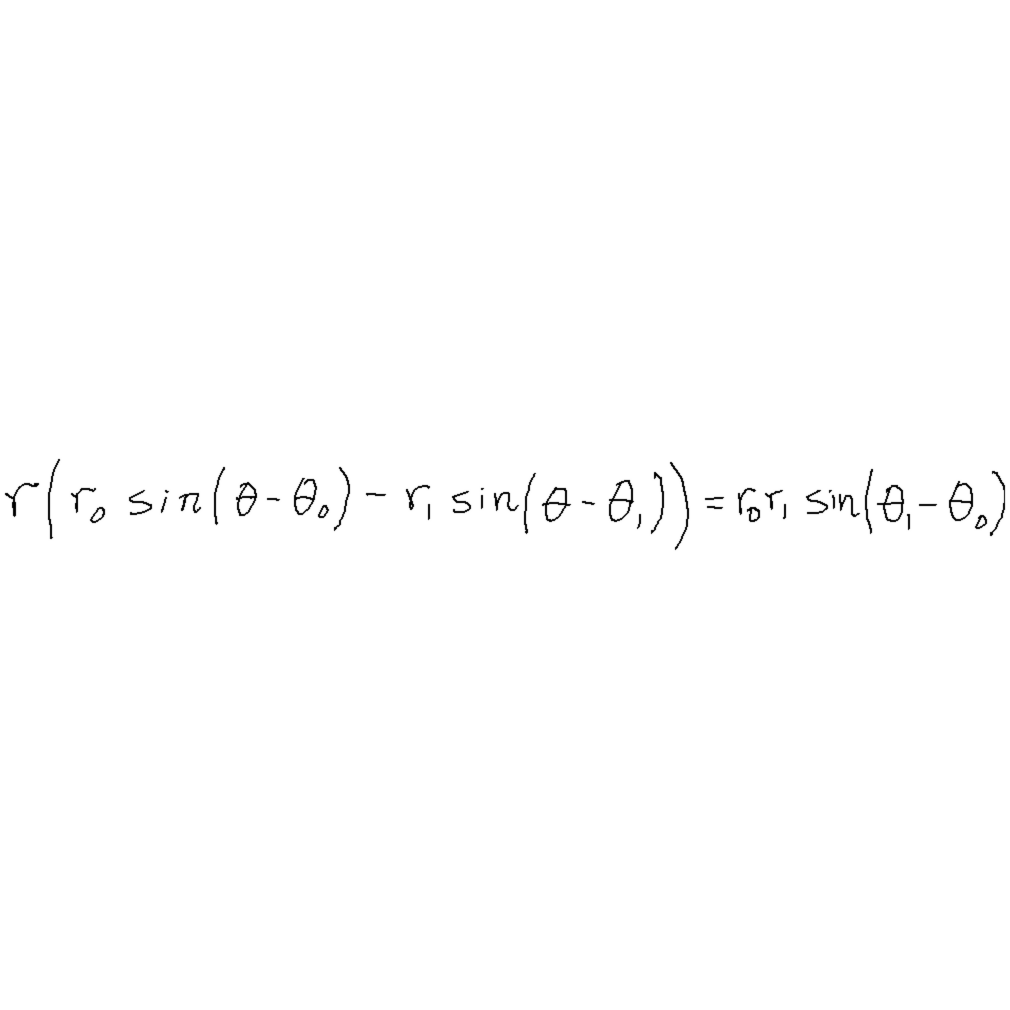 r(r₀ sin(θ-θ₀) - r₁ sin(θ-θ₁)) = r₀r₁ sin(θ₁-θ₀)